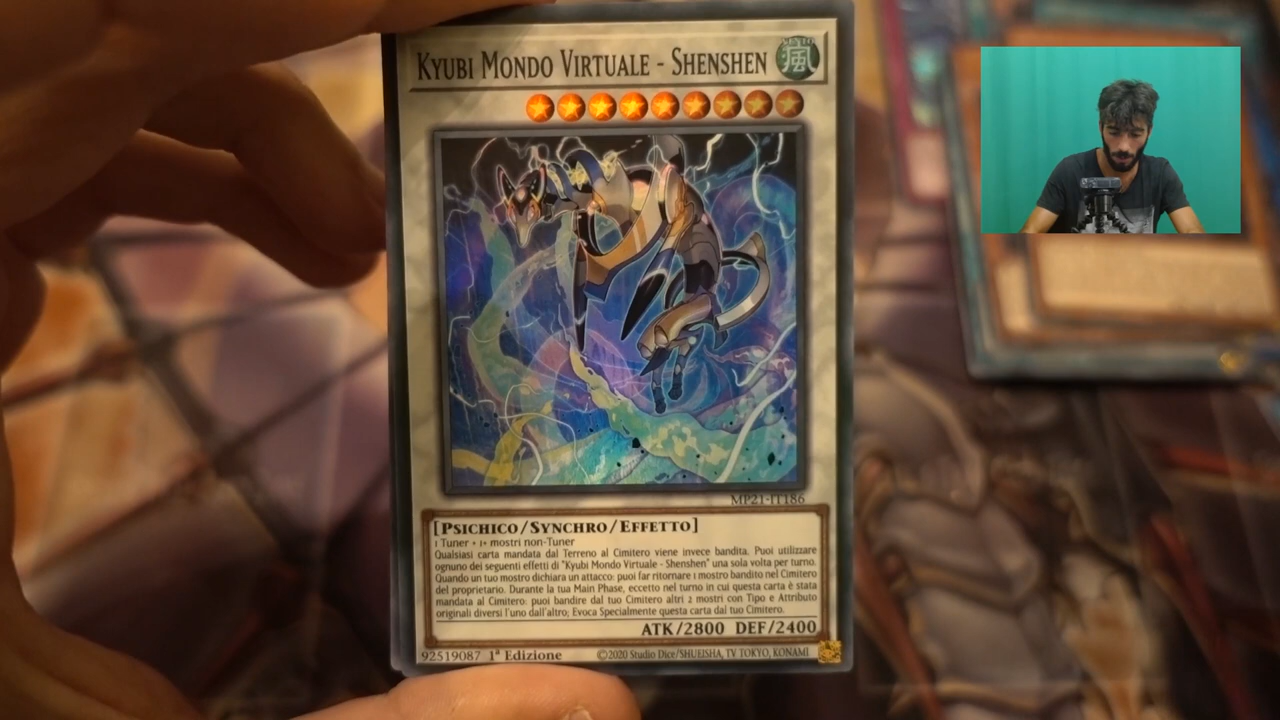 Kyubi Mondo Virtuale - Shenshen
VENTO
風
MP21-IT186
[Psichico/Synchro/Effetto]
1 Tuner + 1+ mostri non-Tuner
Qualsiasi carta mandata dal Terreno al Cimitero viene invece bandita. Puoi utilizzare
ognuno dei seguenti effetti di "Kyubi Mondo Virtuale - Shenshen" una sola volta per turno.
Quando un tuo mostro dichiara un attacco: puoi far ritornare 1 mostro bandito nel Cimitero
del proprietario. Durante la tua Main Phase, eccetto nel turno in cui questa carta è stata
mandata al Cimitero: puoi bandire dal tuo Cimitero altri 2 mostri con Tipo e Attributo
originali diversi l'uno dall'altro; Evoca Specialmente questa carta dal tuo Cimitero.
ATK/2800 DEF/2400
92519087 1ª Edizione ©2020 Studio Dice/SHUEISHA, TV TOKYO, KONAMI